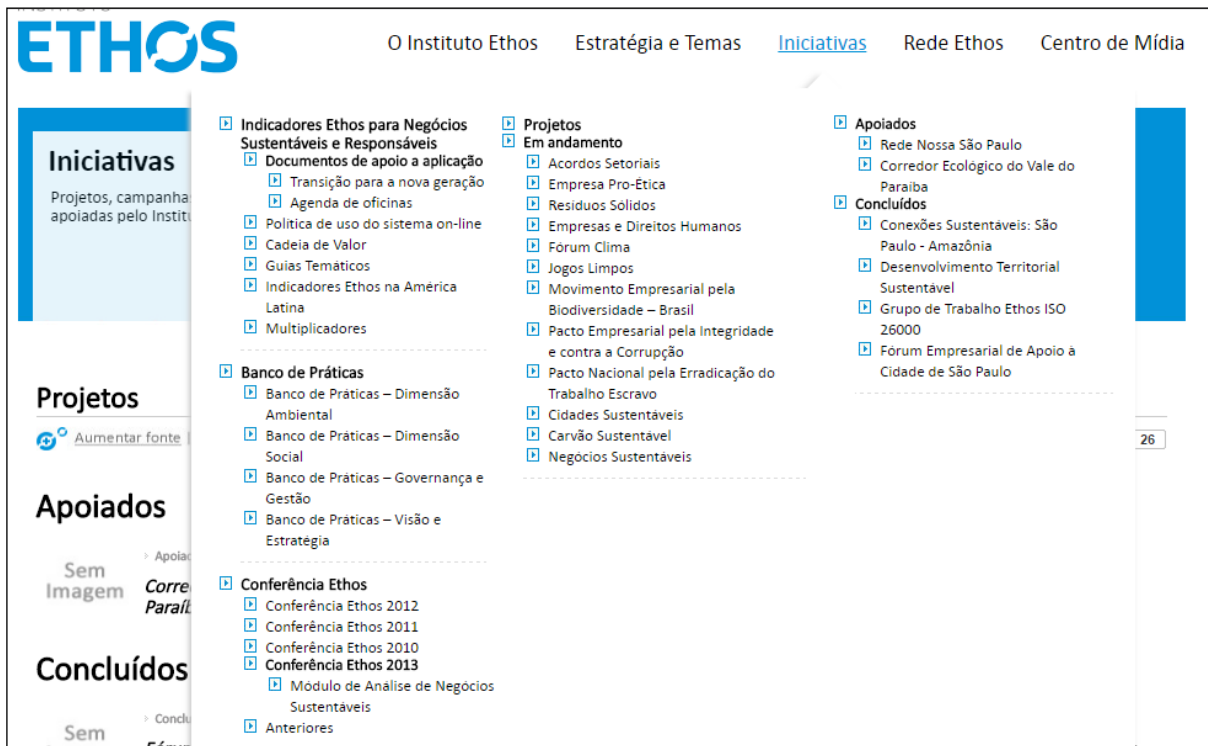 ETHOS
O Instituto Ethos
Estratégia e Temas
Iniciativas
Rede Ethos
Centro de Mídia
Iniciativas
Projetos, campanha
apoiadas pelo Instit
Indicadores Ethos para Negócios
Sustentáveis e Responsáveis
Documentos de apoio a aplicação
Transição para a nova geração
Agenda de oficinas
Política de uso do sistema on-line
Cadeia de Valor
Guias Temáticos
Indicadores Ethos na América
Latina
Multiplicadores
Banco de Práticas
Banco de Práticas – Dimensão
Ambiental
Banco de Práticas – Dimensão
Social
Banco de Práticas – Governança e
Gestão
Banco de Práticas – Visão e
Estratégia
Conferência Ethos
Conferência Ethos 2012
Conferência Ethos 2011
Conferência Ethos 2010
Conferência Ethos 2013
Módulo de Análise de Negócios
Sustentáveis
Anteriores
Projetos
Em andamento
Acordos Setoriais
Empresa Pro-Ética
Resíduos Sólidos
Empresas e Direitos Humanos
Fórum Clima
Jogos Limpos
Movimento Empresarial pela
Biodiversidade – Brasil
Pacto Empresarial pela Integridade
e contra a Corrupção
Pacto Nacional pela Erradicação do
Trabalho Escravo
Cidades Sustentáveis
Carvão Sustentável
Negócios Sustentáveis
Apoiados
Rede Nossa São Paulo
Corredor Ecológico do Vale do
Paraíba
Concluídos
Conexões Sustentáveis: São
Paulo - Amazônia
Desenvolvimento Territorial
Sustentável
Grupo de Trabalho Ethos ISO
26000
Fórum Empresarial de Apoio à
Cidade de São Paulo
Projetos
Aumentar fonte |
26
Apoiados
Sem
Imagem
Apoiad
Corre
Paraíb
Concluídos
Conclu
Sem